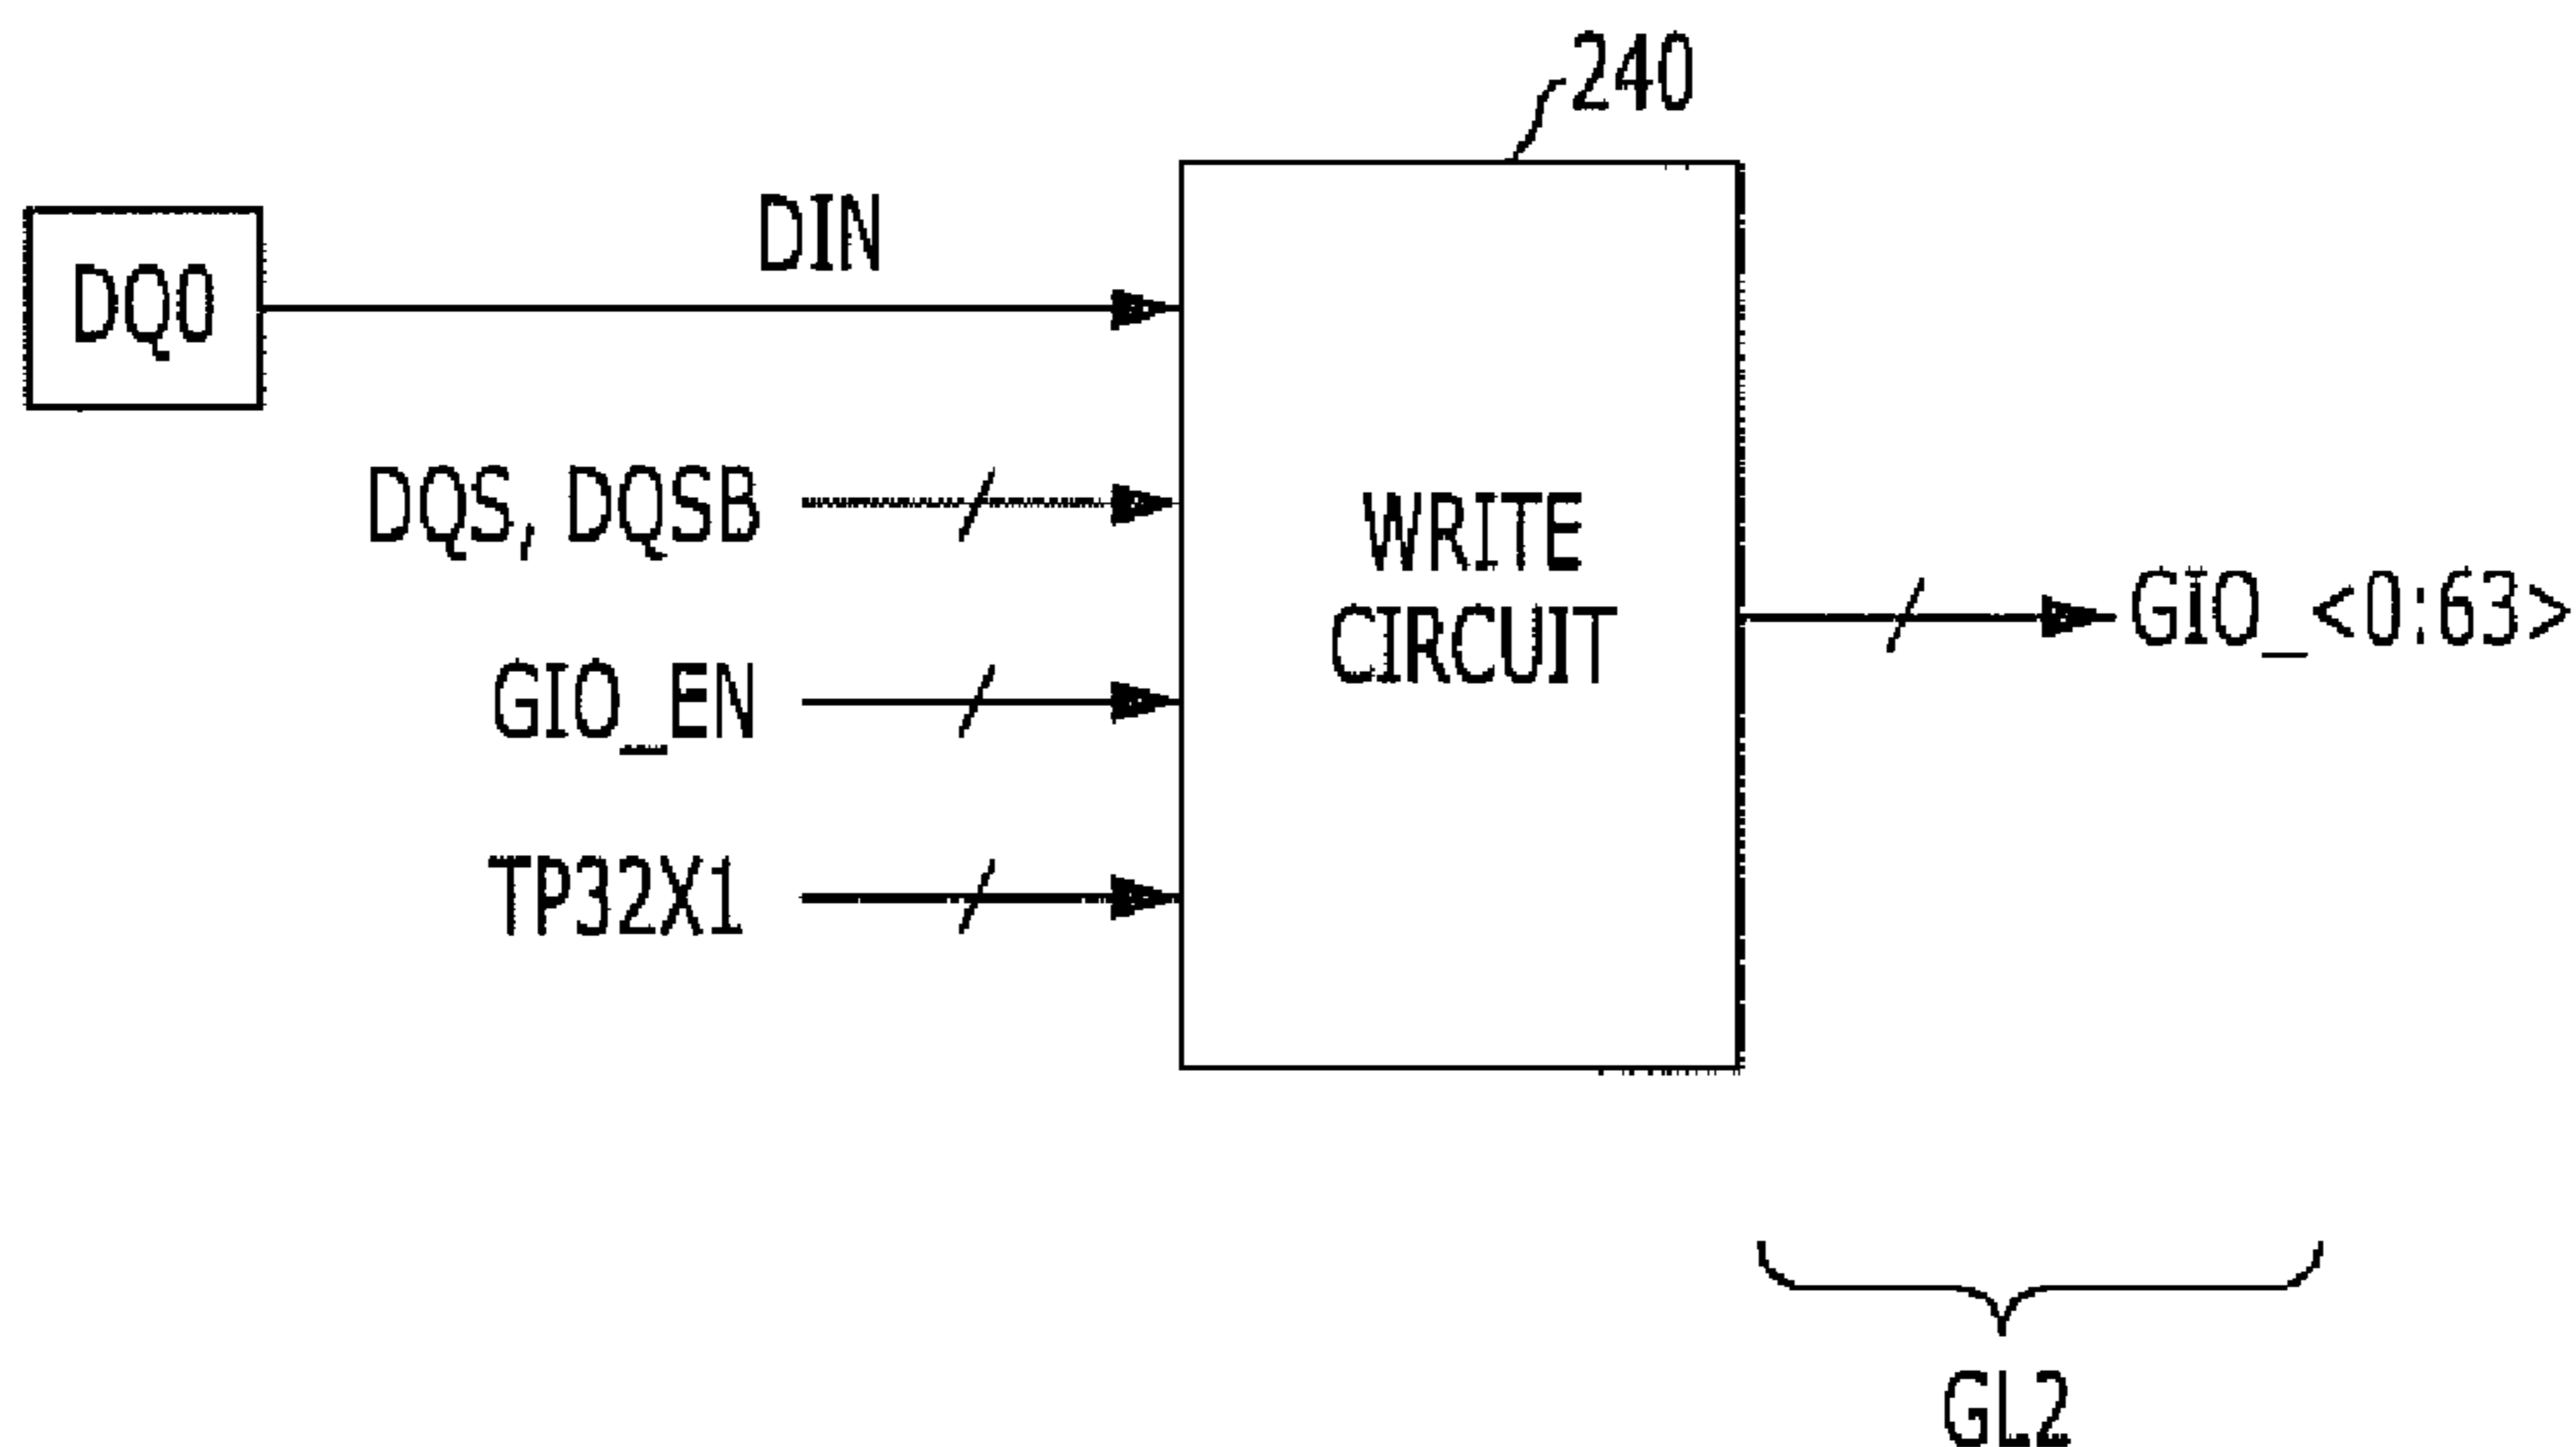 240
DIN
DQ0
DQS, DQSB
WRITE
CIRCUIT
GIO_<0:63>
GIO_EN
TP32X1
GL2